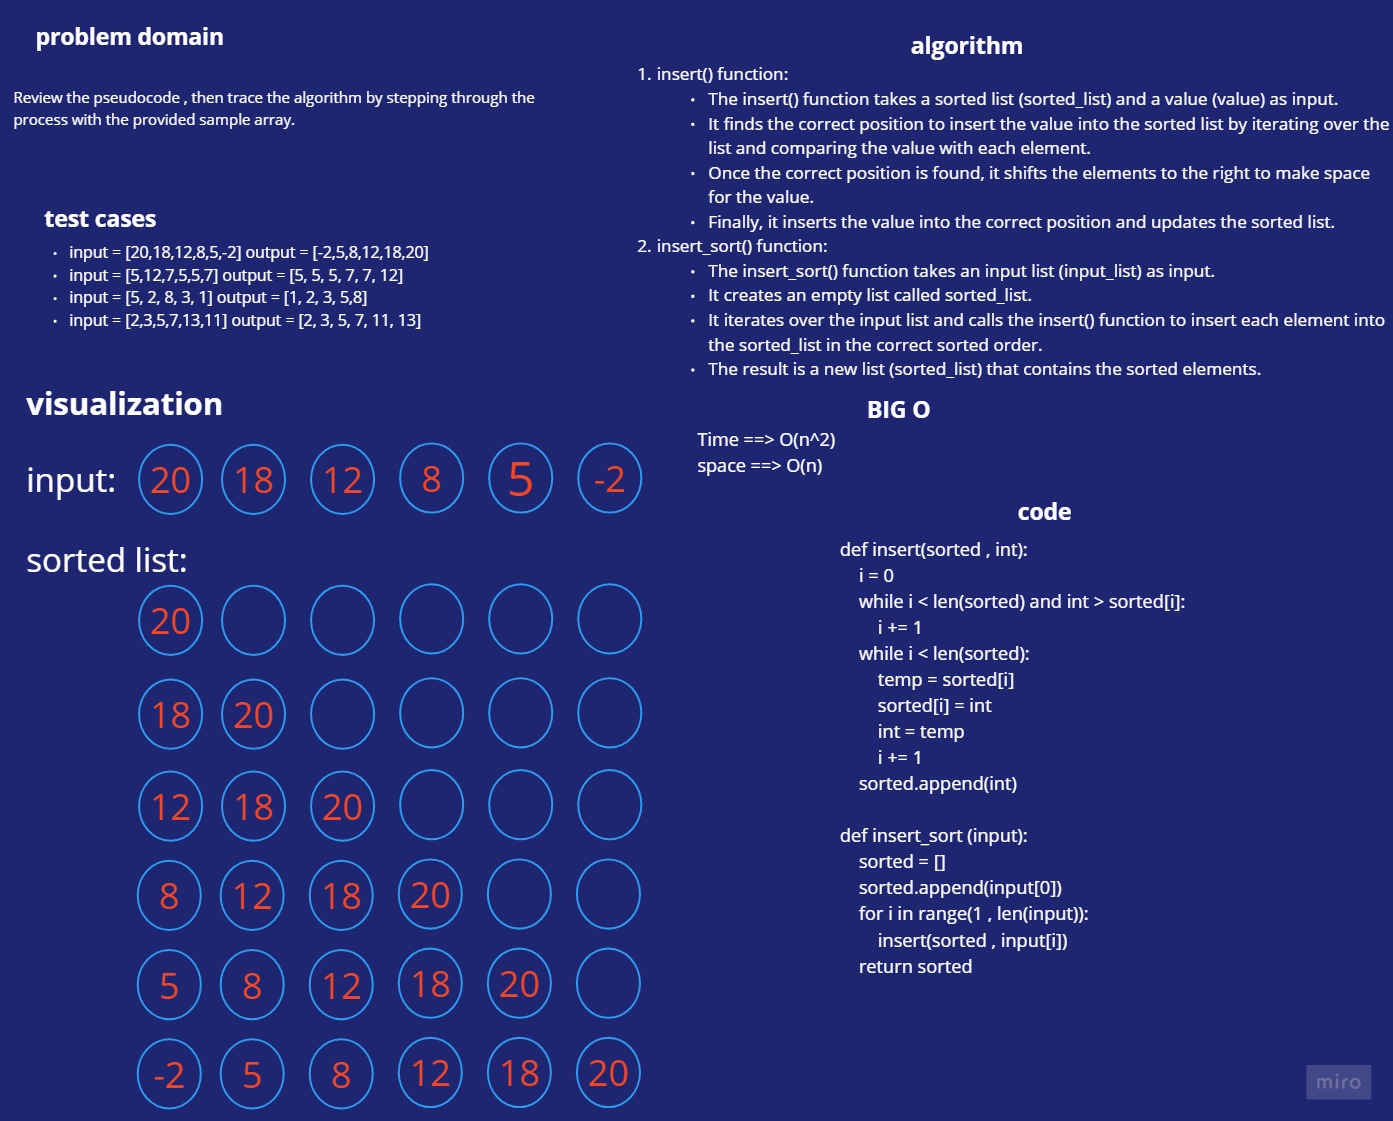 problem domain
Review the pseudocode , then trace the algorithm by stepping through the
process with the provided sample array.
test cases
• input = [20,18,12,8,5,-2] output = [-2,5,8,12,18,20]
• input = [5,12,7,5,5,7] output = [5, 5, 5, 7, 7, 12]
• input = [5, 2, 8, 3, 1] output = [1, 2, 3, 5,8]
• input = [2,3,5,7,13,11] output = [2, 3, 5, 7, 11, 13]
visualization
input: 20 18 12 8 5 -2
sorted list:
20
18 20
12 18 20
8 12 18 20
5 8 12 18 20
-2 5 8 12 18 20
algorithm
1. insert() function:
• The insert() function takes a sorted list (sorted_list) and a value (value) as input.
• It finds the correct position to insert the value into the sorted list by iterating over the
list and comparing the value with each element.
• Once the correct position is found, it shifts the elements to the right to make space
for the value.
• Finally, it inserts the value into the correct position and updates the sorted list.
2. insert_sort() function:
• The insert_sort() function takes an input list (input_list) as input.
• It creates an empty list called sorted_list.
• It iterates over the input list and calls the insert() function to insert each element into
the sorted_list in the correct sorted order.
• The result is a new list (sorted_list) that contains the sorted elements.
BIG O
Time ==> O(n^2)
space ==> O(n)
code
def insert(sorted , int):
i = 0
while i < len(sorted) and int > sorted[i]:
i += 1
while i < len(sorted):
temp = sorted[i]
sorted[i] = int
int = temp
i += 1
sorted.append(int)
def insert_sort (input):
sorted = []
sorted.append(input[0])
for i in range(1 , len(input)):
insert(sorted , input[i])
return sorted
miro